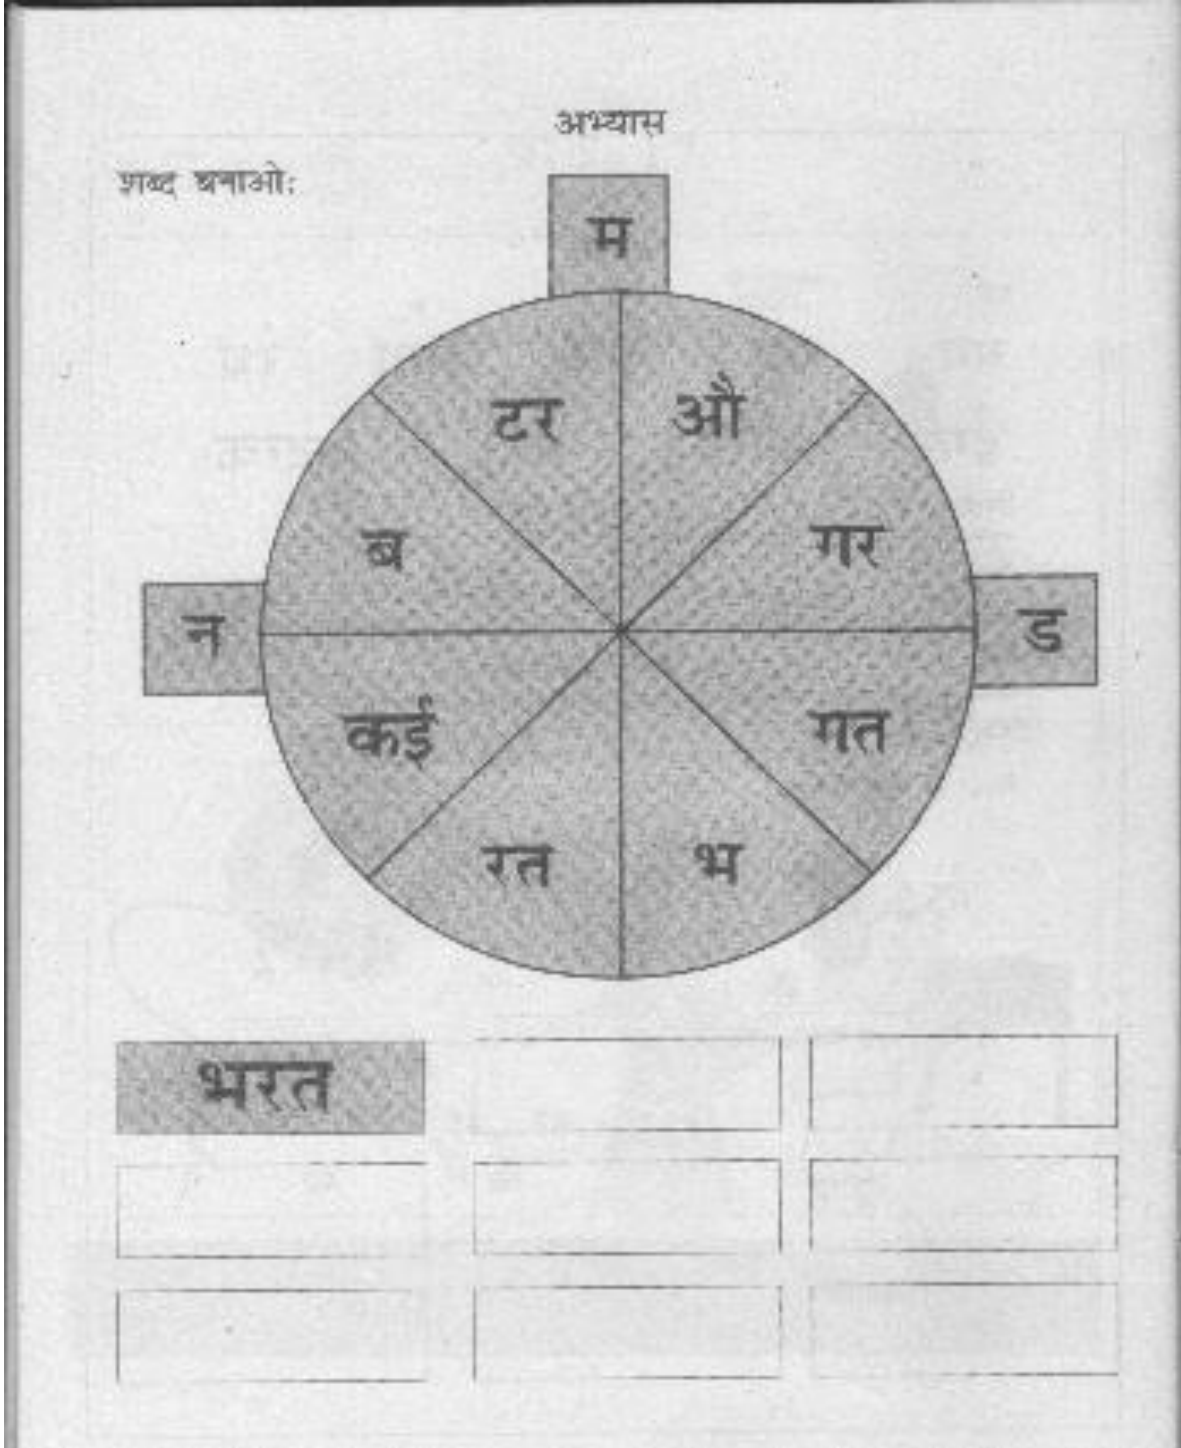 अभ्यास
शब्द बनाओ:
म
टर औ
ब गर
न ड
कई गत
रत भ
भरत